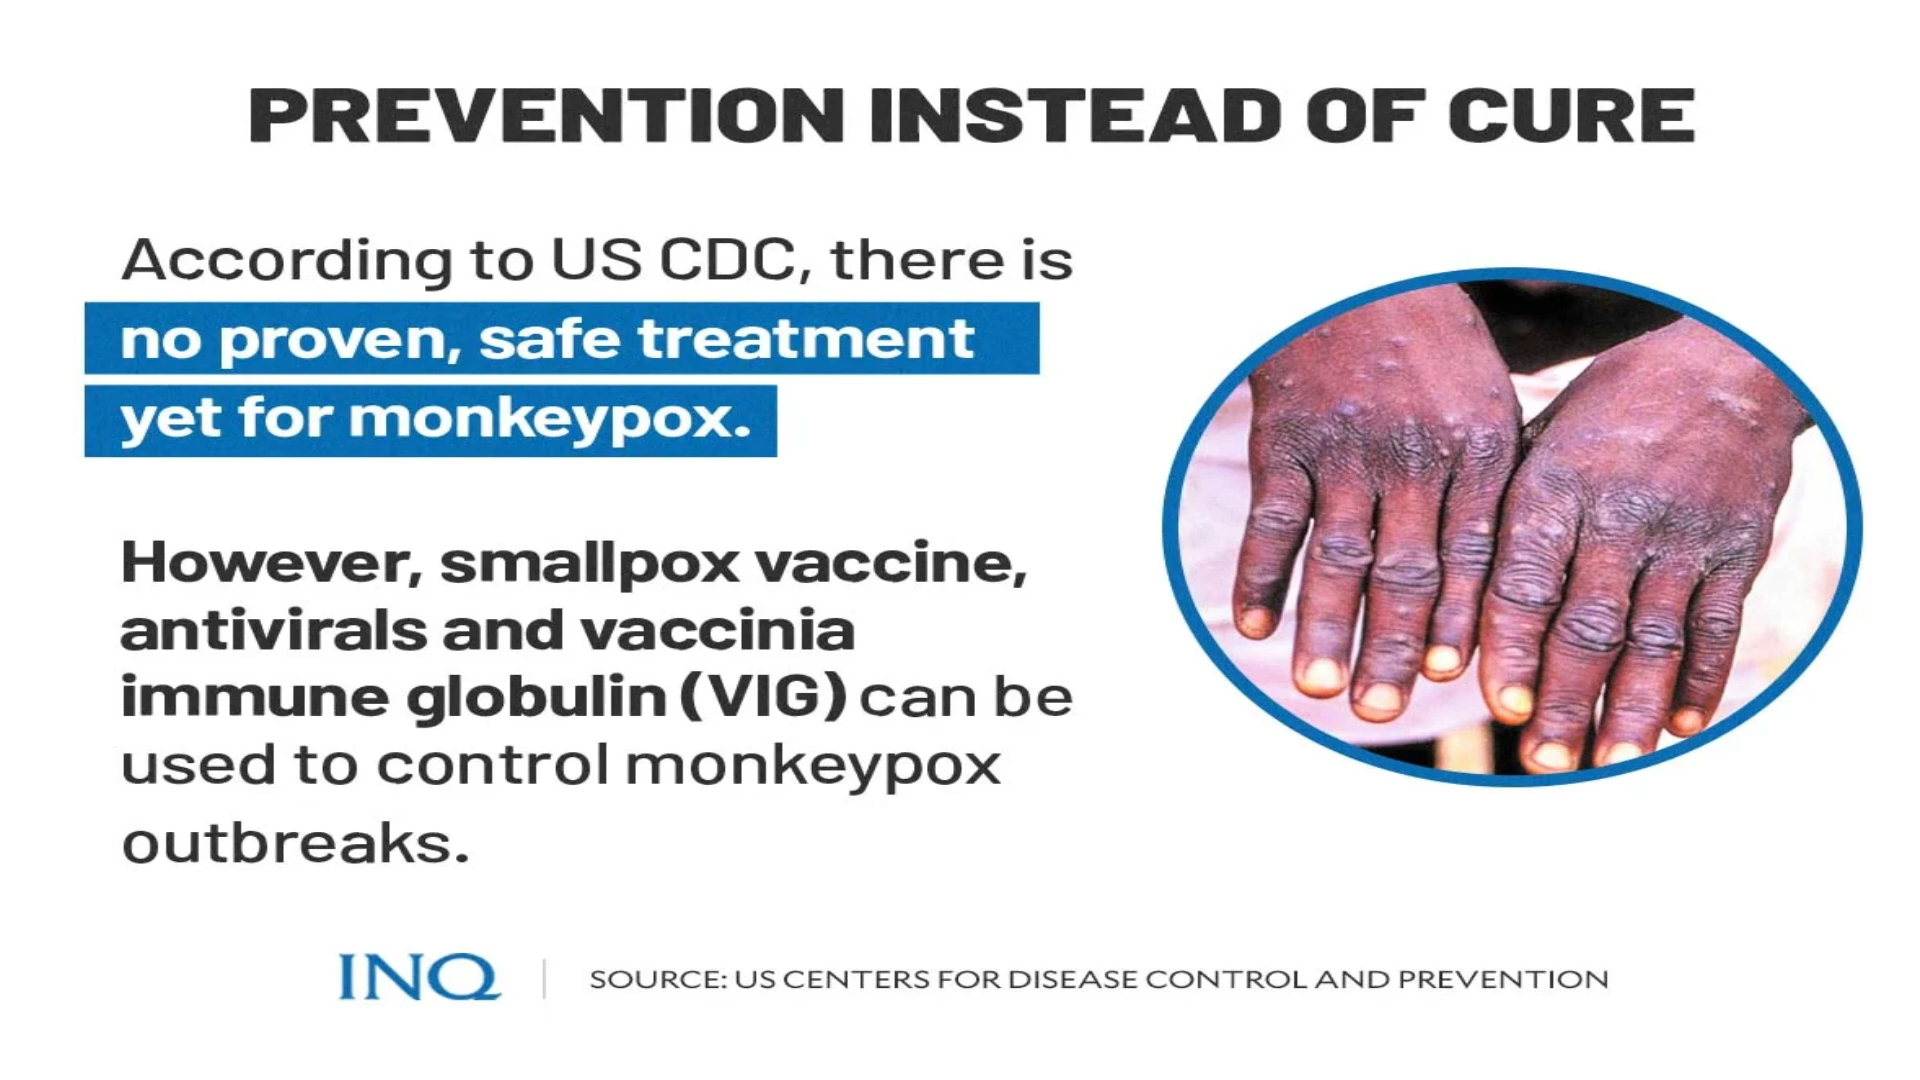 PREVENTION INSTEAD OF CURE
According to US CDC, there is
no proven, safe treatment
yet for monkeypox.
However, smallpox vaccine,
antivirals and vaccinia
immune globulin (VIG) can be
used to control monkeypox
outbreaks.
INQ
SOURCE: US CENTERS FOR DISEASE CONTROL AND PREVENTION